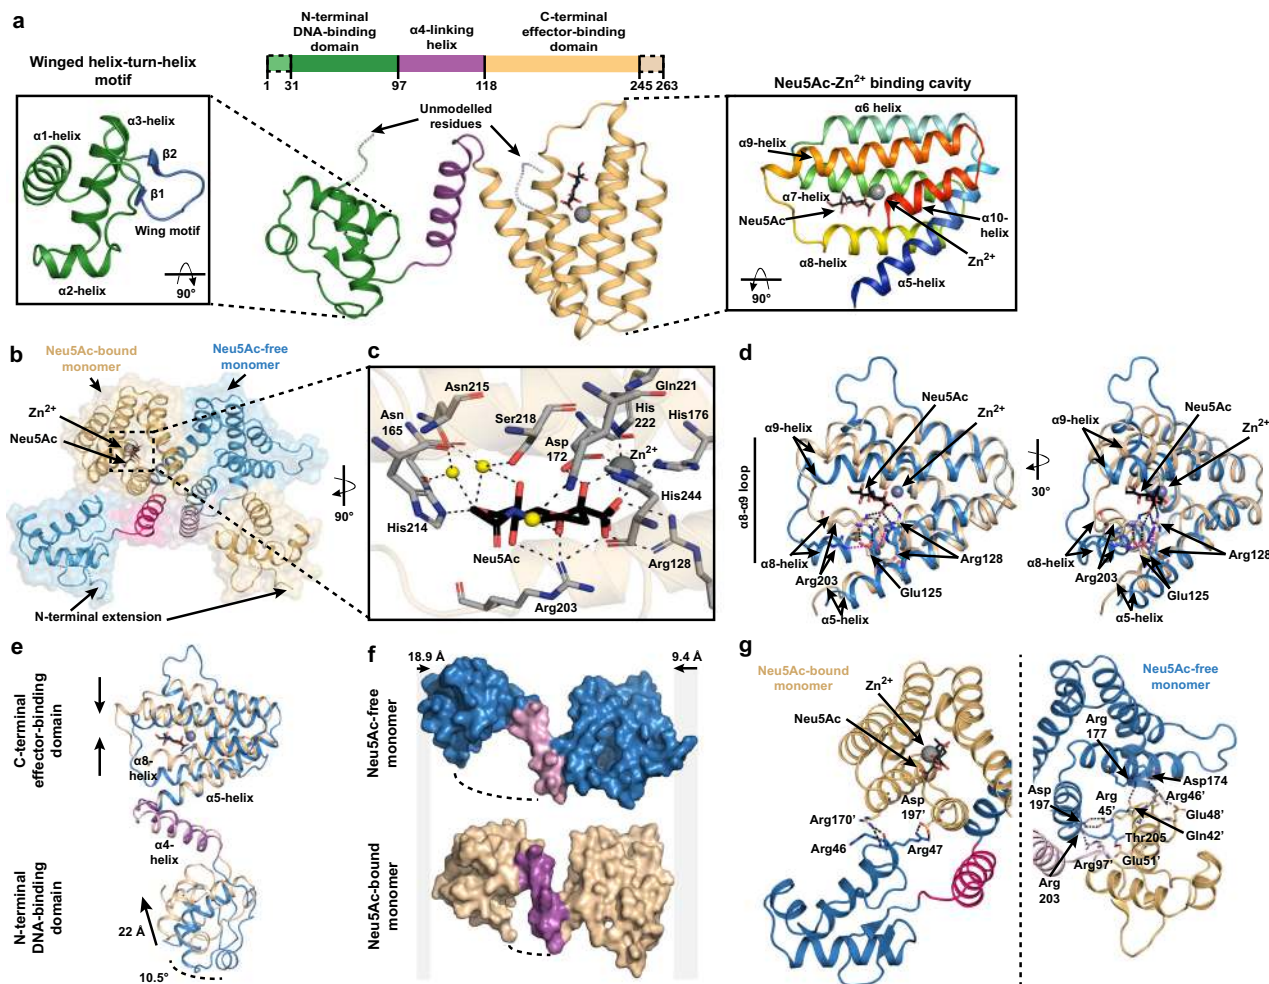 a
N-terminal
DNA-binding
domain
α4-linking
helix
C-terminal
effector-binding
domain
1 31 97 118 245 263
Winged helix-turn-helix
motif
α3-helix
α1-helix
β2
β1
Wing motif
α2-helix
90°
Unmodelled
residues
Neu5Ac-Zn²⁺ binding cavity
α6 helix
α9-helix
α7-helix
Neu5Ac
α10-
helix
Zn²⁺
α8-helix
α5-helix
90°
b
Neu5Ac-bound
monomer
Neu5Ac-free
monomer
Zn²⁺
Neu5Ac
N-terminal extension
90°
c
Asn215
Asn
165
Ser218
Gln221
His
222
His176
Asp
172
Zn²⁺
His244
His214
Neu5Ac
Arg128
Arg203
d
Neu5Ac
Zn²⁺
α9-helix
α8-α9 loop
α8-helix
Arg203
Arg128
Glu125
α5-helix
30°
Neu5Ac
α9-helix
Zn²⁺
α8-helix
Arg203
Arg128
Glu125
α5-helix
e
C-terminal
effector-binding
domain
α8-
helix
α5-helix
α4-
helix
N-terminal
DNA-binding
domain
22 Å
10.5°
f
18.9 Å
9.4 Å
Neu5Ac-free
monomer
Neu5Ac-bound
monomer
g
Neu5Ac-bound
monomer
Zn²⁺
Neu5Ac
Asp
197'
Arg170'
Arg46
Arg47
Neu5Ac-free
monomer
Arg
177
Asp174
Asp
197
Arg
45'
Arg46'
Glu48'
Gln42'
Thr205
Arg97'
Glu51'
Arg
203